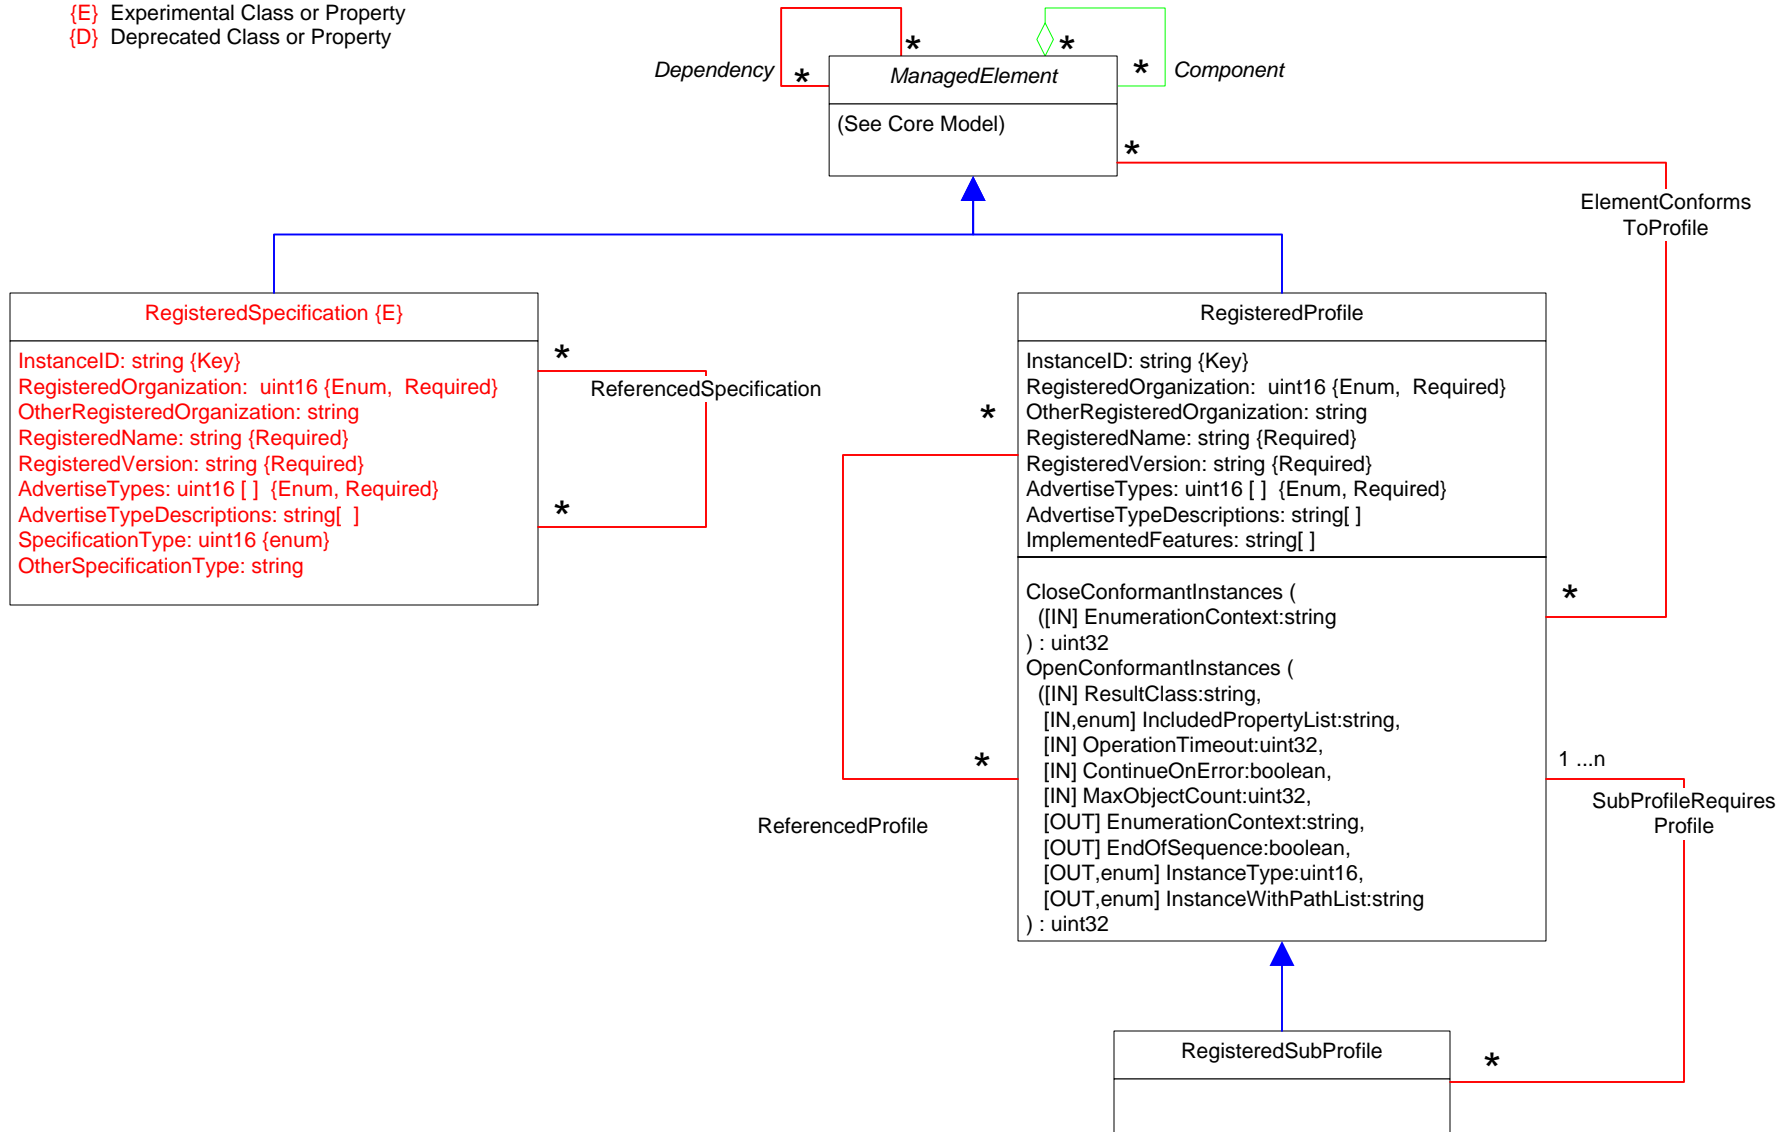 {E} Experimental Class or Property
{D} Deprecated Class or Property
Dependency
*
*
ManagedElement
*
*
Component
(See Core Model)
*
ElementConforms
ToProfile
RegisteredSpecification {E}
InstanceID: string {Key}
RegisteredOrganization:  uint16 {Enum,  Required}
OtherRegisteredOrganization: string
RegisteredName: string {Required}
RegisteredVersion: string {Required}
AdvertiseTypes: uint16 [ ]  {Enum, Required}
AdvertiseTypeDescriptions: string[  ]
SpecificationType: uint16 {enum}
OtherSpecificationType: string
*
ReferencedSpecification
*
RegisteredProfile
InstanceID: string {Key}
RegisteredOrganization:  uint16 {Enum,  Required}
OtherRegisteredOrganization: string
RegisteredName: string {Required}
RegisteredVersion: string {Required}
AdvertiseTypes: uint16 [ ]  {Enum, Required}
AdvertiseTypeDescriptions: string[ ]
ImplementedFeatures: string[ ]
CloseConformantInstances (
([IN] EnumerationContext:string
) : uint32
OpenConformantInstances (
([IN] ResultClass:string,
[IN,enum] IncludedPropertyList:string,
[IN] OperationTimeout:uint32,
[IN] ContinueOnError:boolean,
[IN] MaxObjectCount:uint32,
[OUT] EnumerationContext:string,
[OUT] EndOfSequence:boolean,
[OUT,enum] InstanceType:uint16,
[OUT,enum] InstanceWithPathList:string
) : uint32
*
*
ReferencedProfile
*
1 ...n
SubProfileRequires
Profile
RegisteredSubProfile
*